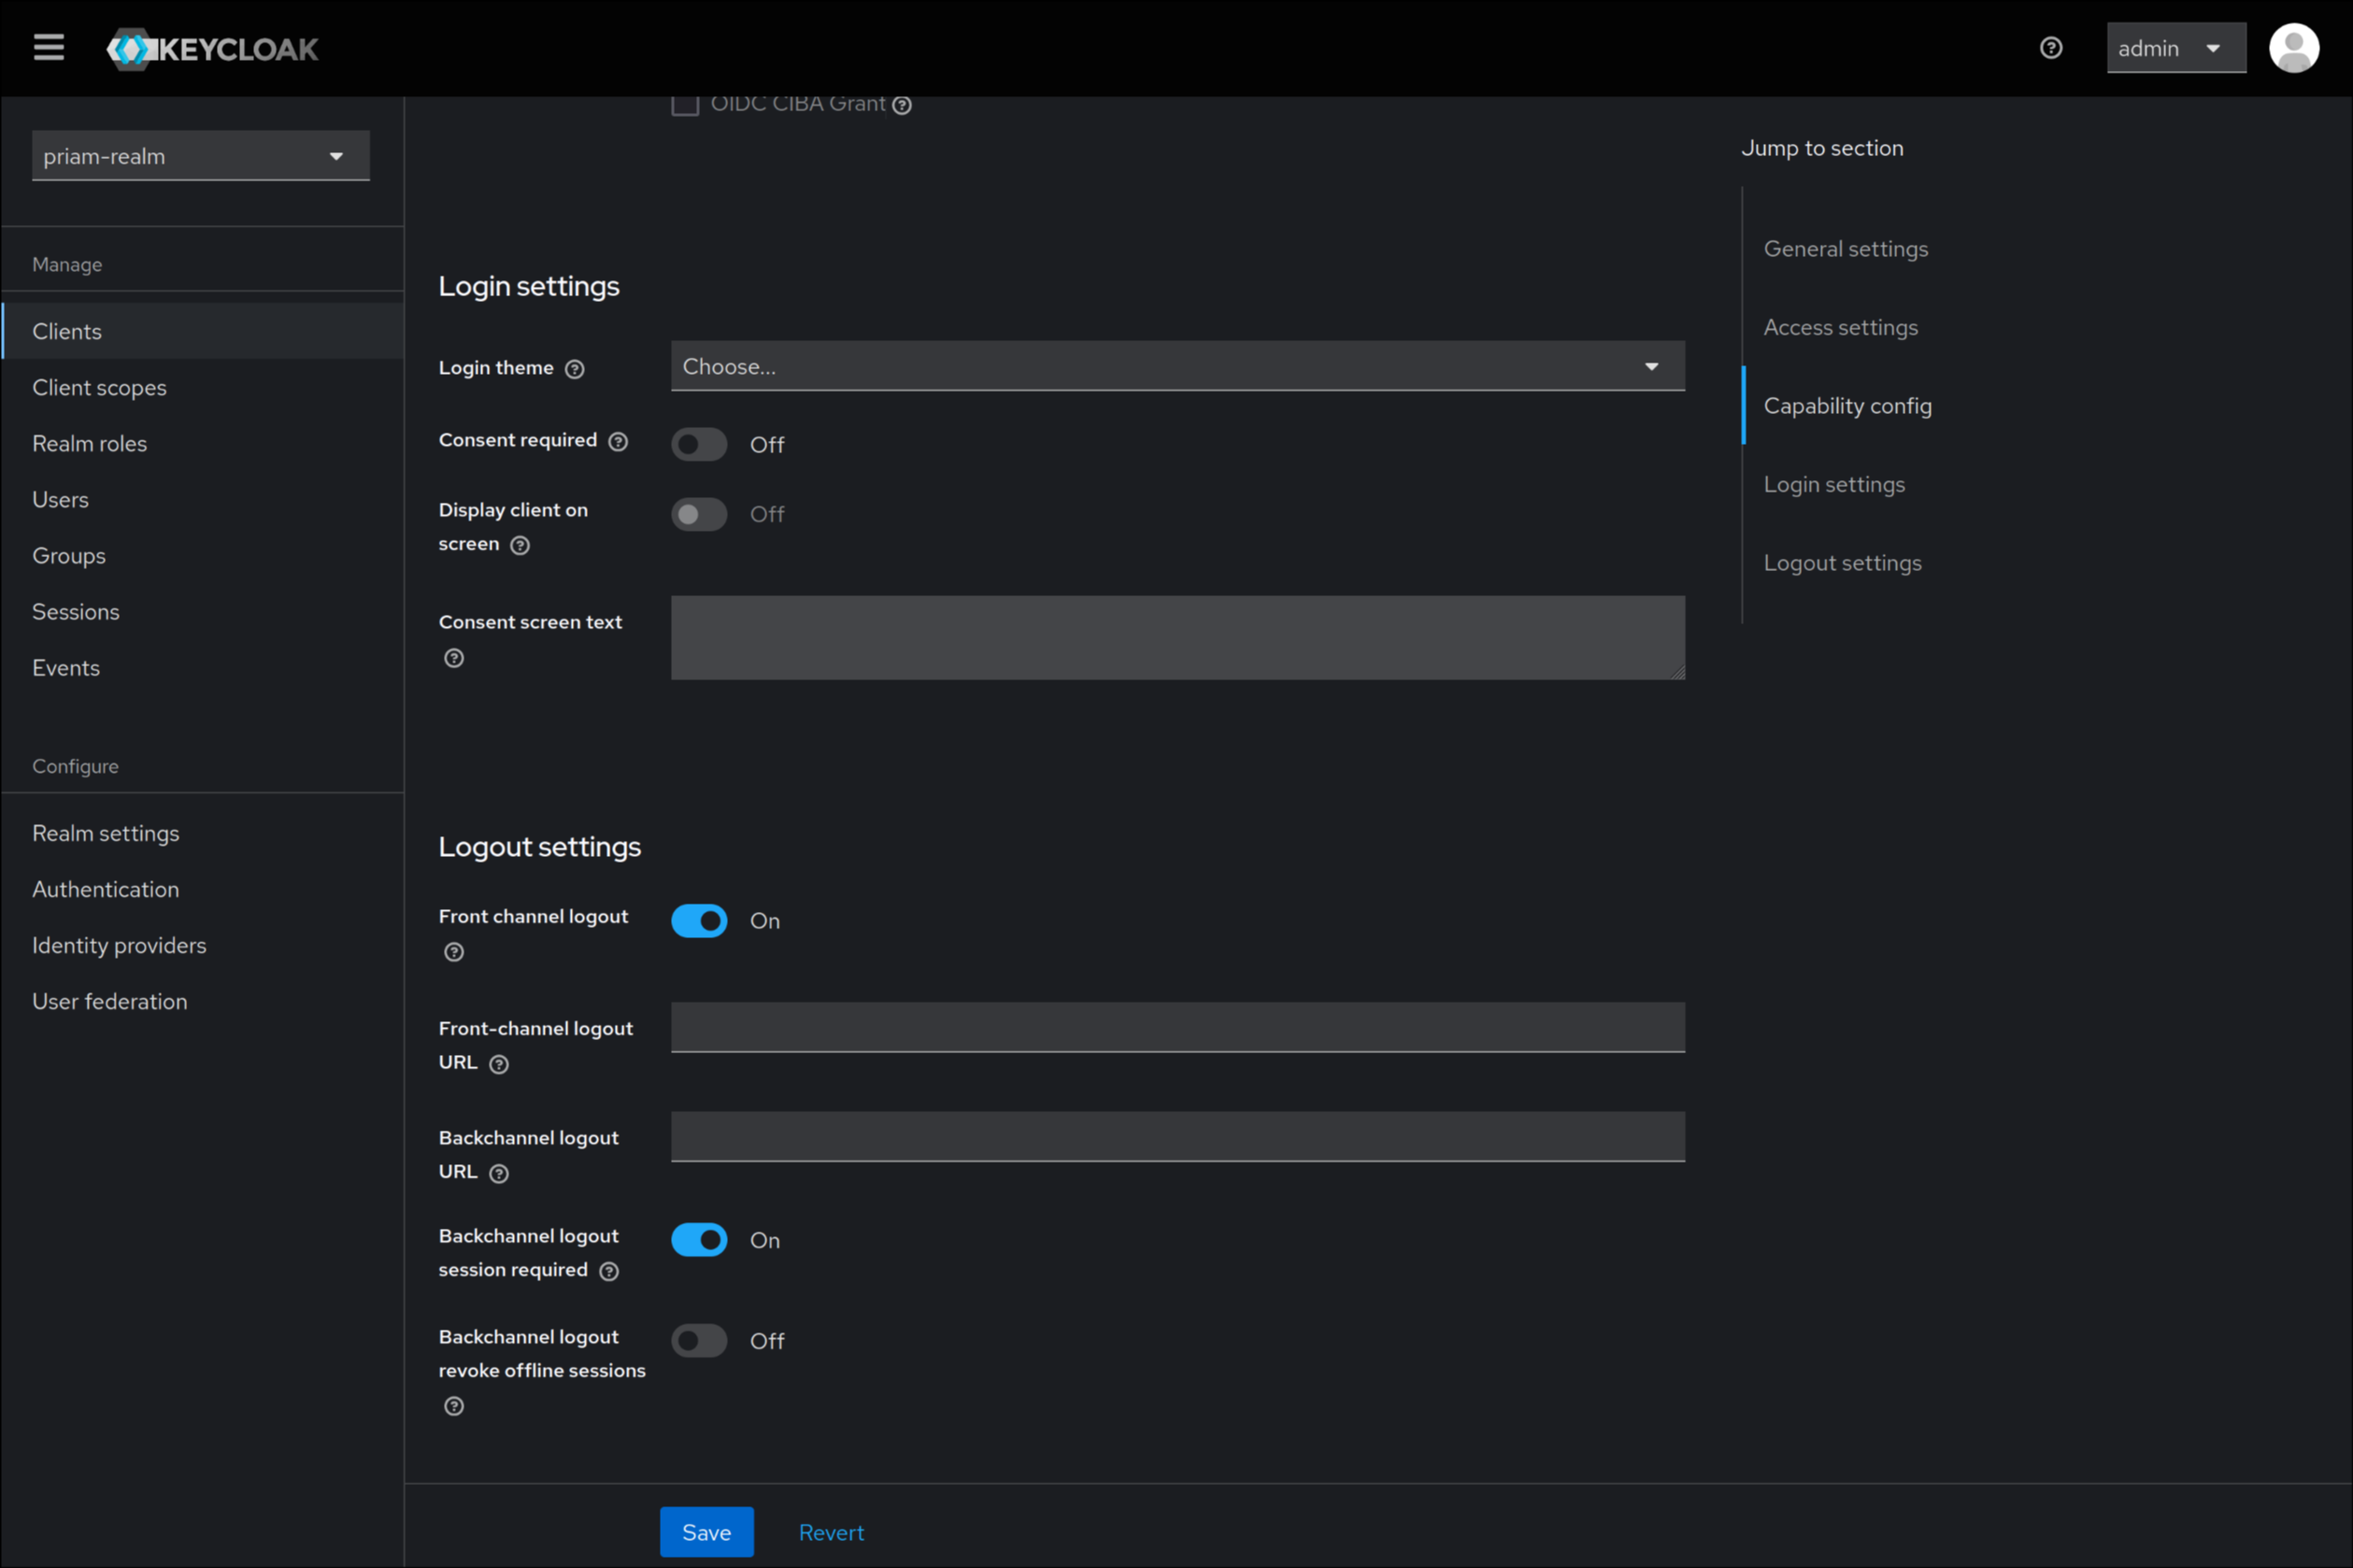 KEYCLOAK
admin
priam-realm
Manage
Clients
Client scopes
Realm roles
Users
Groups
Sessions
Events
Configure
Realm settings
Authentication
Identity providers
User federation
OIDC CIBA Grant
Login settings
Login theme
Choose...
Consent required
Off
Display client on
screen
Off
Consent screen text
Logout settings
Front channel logout
On
Front-channel logout
URL
Backchannel logout
URL
Backchannel logout
session required
On
Backchannel logout
revoke offline sessions
Off
Save
Revert
Jump to section
General settings
Access settings
Capability config
Login settings
Logout settings